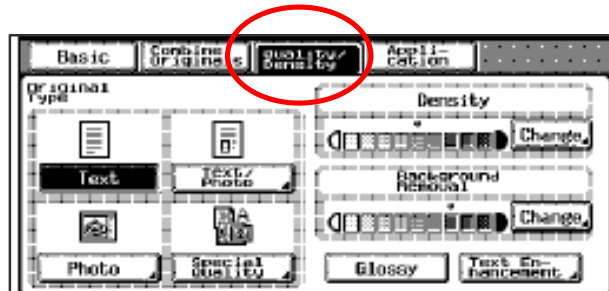 Basic
Combine
Originals
Quality/
Density
Appli-
cation
Original
Type
Text
Text/
Photo
Photo
Special
Quality
Density
Change
Background
Removal
Change
Glossy
Text En-
hancement